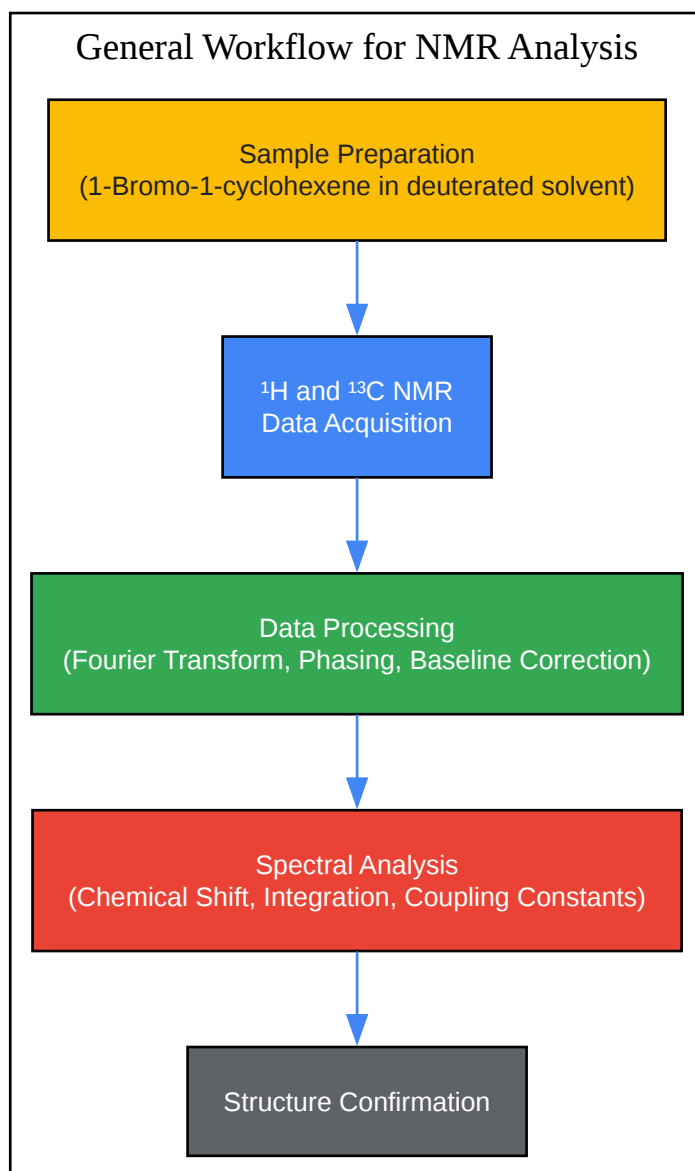 General Workflow for NMR Analysis
Sample Preparation
(1-Bromo-1-cyclohexene in deuterated solvent)
¹H and ¹³C NMR
Data Acquisition
Data Processing
(Fourier Transform, Phasing, Baseline Correction)
Spectral Analysis
(Chemical Shift, Integration, Coupling Constants)
Structure Confirmation